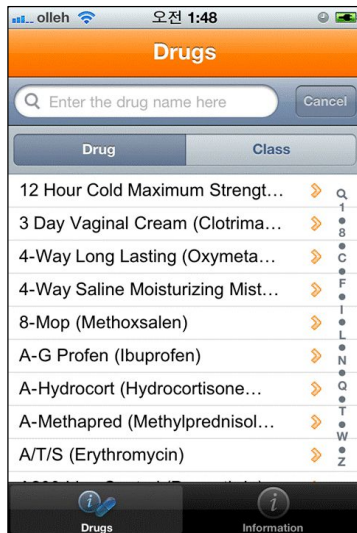 olleh 오전 1:48
Drugs
Enter the drug name here Cancel
Drug Class
12 Hour Cold Maximum Strengt...
3 Day Vaginal Cream (Clotrima...
4-Way Long Lasting (Oxymeta...
4-Way Saline Moisturizing Mist...
8-Mop (Methoxsalen)
A-G Profen (Ibuprofen)
A-Hydrocort (Hydrocortisone...
A-Methapred (Methylprednisol...
A/T/S (Erythromycin)
1
8
C
F
I
L
N
Q
T
W
Z
Drugs Information